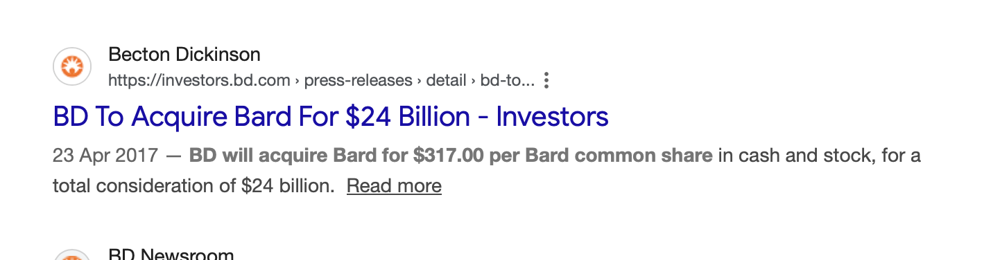 Becton Dickinson
https://investors.bd.com › press-releases › detail › bd-to...
BD To Acquire Bard For $24 Billion - Investors
23 Apr 2017 — BD will acquire Bard for $317.00 per Bard common share in cash and stock, for a
total consideration of $24 billion. Read more
BD Newsroom